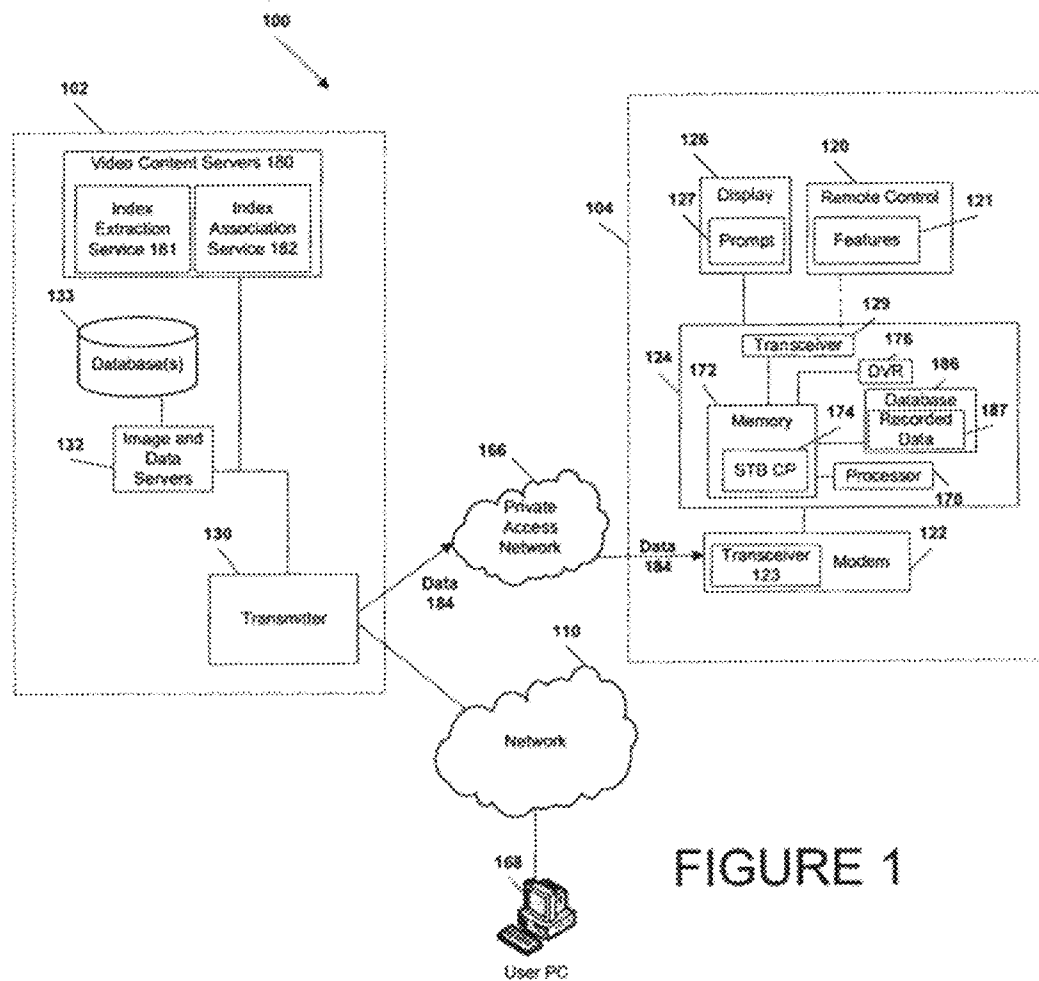 100
102
Video Content Servers 180
Index Extraction Service 181
Index Association Service 182
133
Database(s)
132
Image and Data Servers
130
Transmitter
166
Private Access Network
Data 184
Data 184
110
Network
168
User PC
104
126
Display
127
Prompt
120
Remote Control
121
Features
129
Transceiver
124
172
Memory
174
STB CP
176
DVR
186
Database
Recorded Data
187
Processor
170
122
Transceiver 123
Modem
FIGURE 1